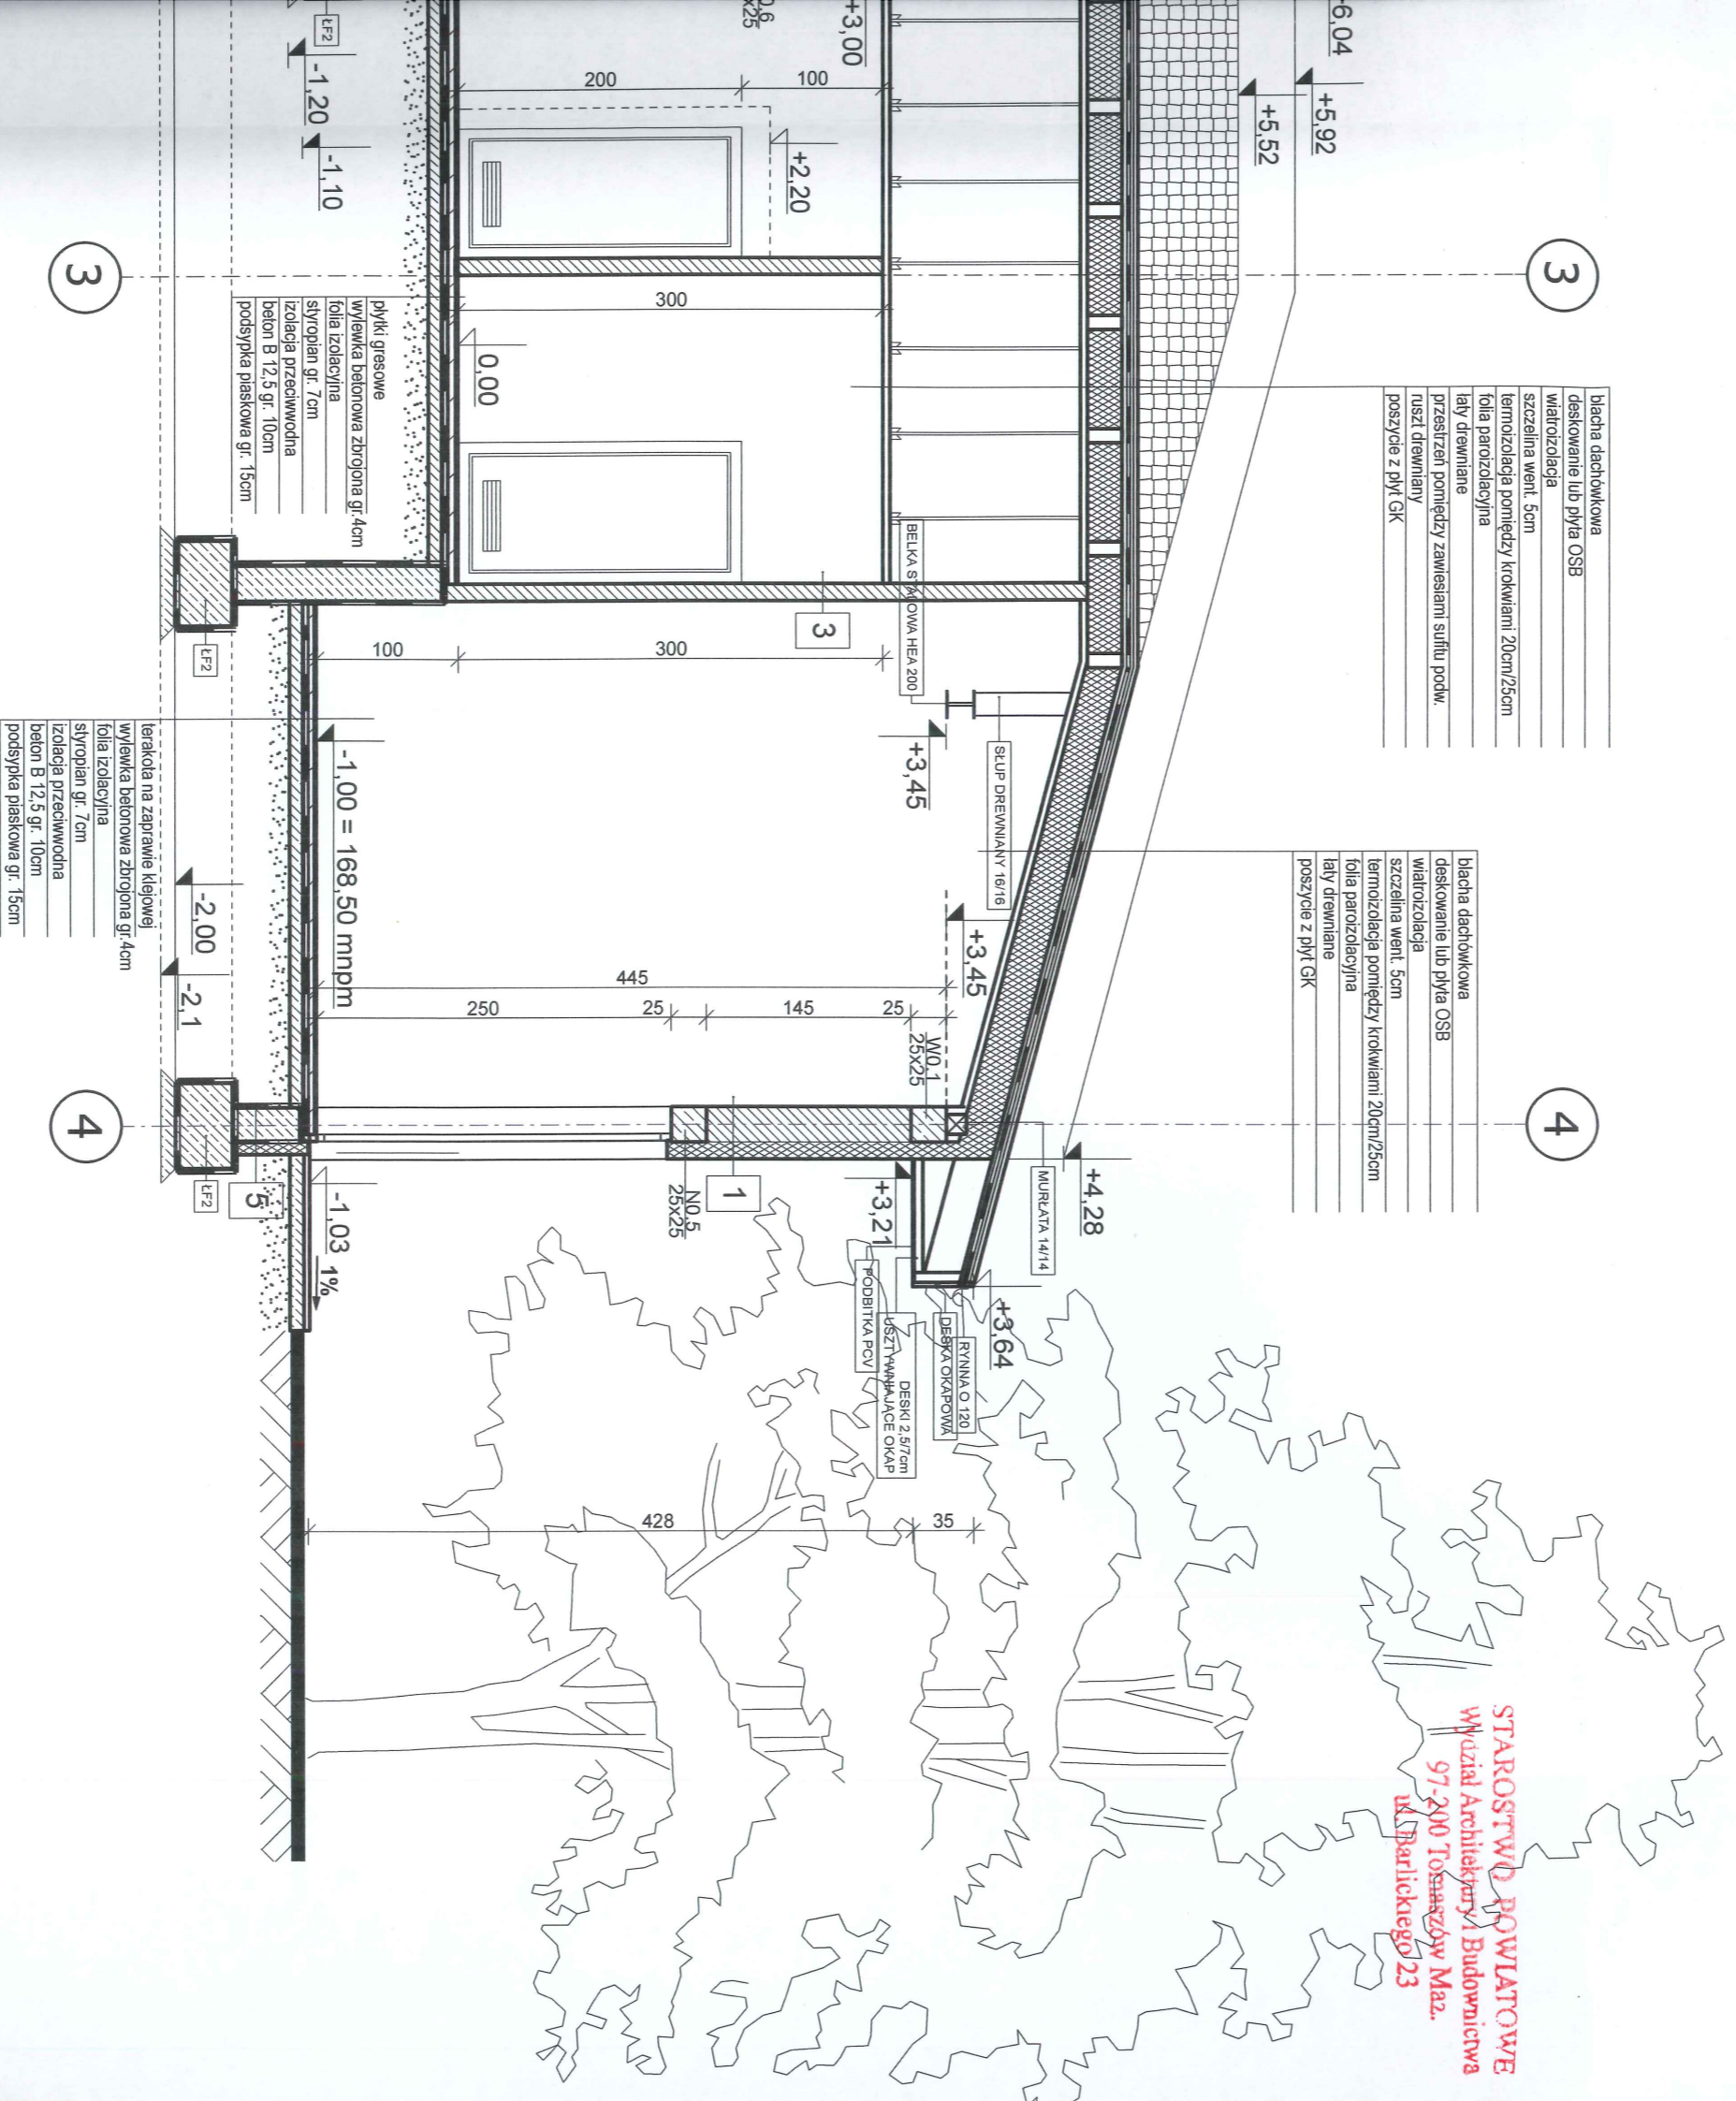 3
4
blacha dachówkowa
deskowanie lub płyta OSB
wiatroizolacja
szczelina went. 5cm
termoizolacja pomiędzy krokwiami 20cm/25cm
folia paroizolacyjna
łaty drewniane
przestrzeń pomiędzy zawiesiami sufitu podw.
ruszt drewniany
poszycie z płyt GK
blacha dachówkowa
deskowanie lub płyta OSB
wiatroizolacja
szczelina went. 5cm
termoizolacja pomiędzy krokwiami 20cm/25cm
folia paroizolacyjna
łaty drewniane
poszycie z płyt GK
STAROSTWO POWIATOWE
Wydział Architektury i Budownictwa
97-200 Tomaszów Maz.
ul. Barlickiego 23
6,04
+5,92
+5,52
+4,28
MURŁATA 14/14
+3,64
RYNNA O 120
DESKA OKAPOWA
DESKI 2,5/7cm
USZTYWNIAJĄCE OKAP
PODBITKA PCV
+3,21
SŁUP DREWNIANY 16/16
+3,45
BELKA STALOWA HEA 200
+3,45
W0.1
25x25
25
145
25
250
445
N0.5
25x25
1
3
35
428
+3,00
0.6
x25
100
200
+2,20
300
300
100
0,00
-1,00 = 168,50 mnpm
-1,03
1%
ŁF2
-1,20
-1,10
płytki gresowe
wylewka betonowa zbrojona gr.4cm
folia izolacyjna
styropian gr. 7cm
izolacja przeciwwodna
beton B 12,5 gr. 10cm
podsypka piaskowa gr. 15cm
ŁF2
5
ŁF2
terakota na zaprawie klejowej
wylewka betonowa zbrojona gr.4cm
folia izolacyjna
styropian gr. 7cm
izolacja przeciwwodna
beton B 12,5 gr. 10cm
podsypka piaskowa gr. 15cm
-2,00
-2,1
3
4